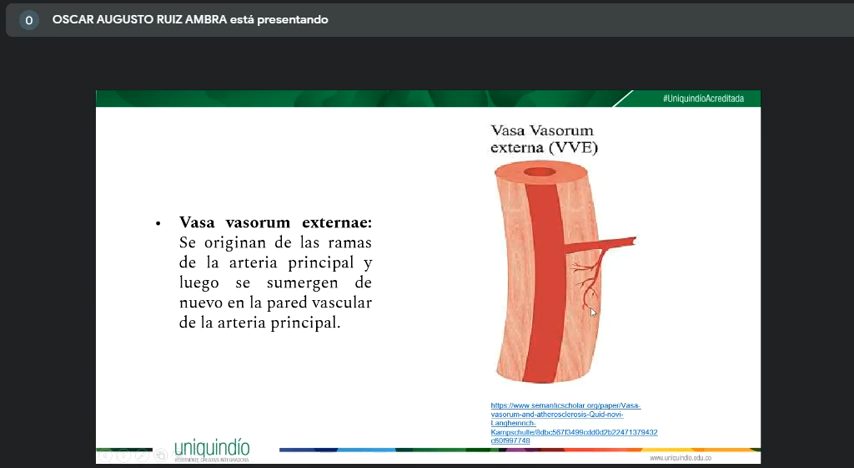 O
OSCAR AUGUSTO RUIZ AMBRA está presentando
#UniquindíoAcreditada
Vasa Vasorum
externa (VVE)
• Vasa vasorum externae:
Se originan de las ramas
de la arteria principal y
luego se sumergen de
nuevo en la pared vascular
de la arteria principal.
https://www.semanticscholar.org/paper/Vasa-
vasorum-and-atherosclerosis-Quid-novi-
Langheinrich-
uniquindío
www.uniquindio.edu.co